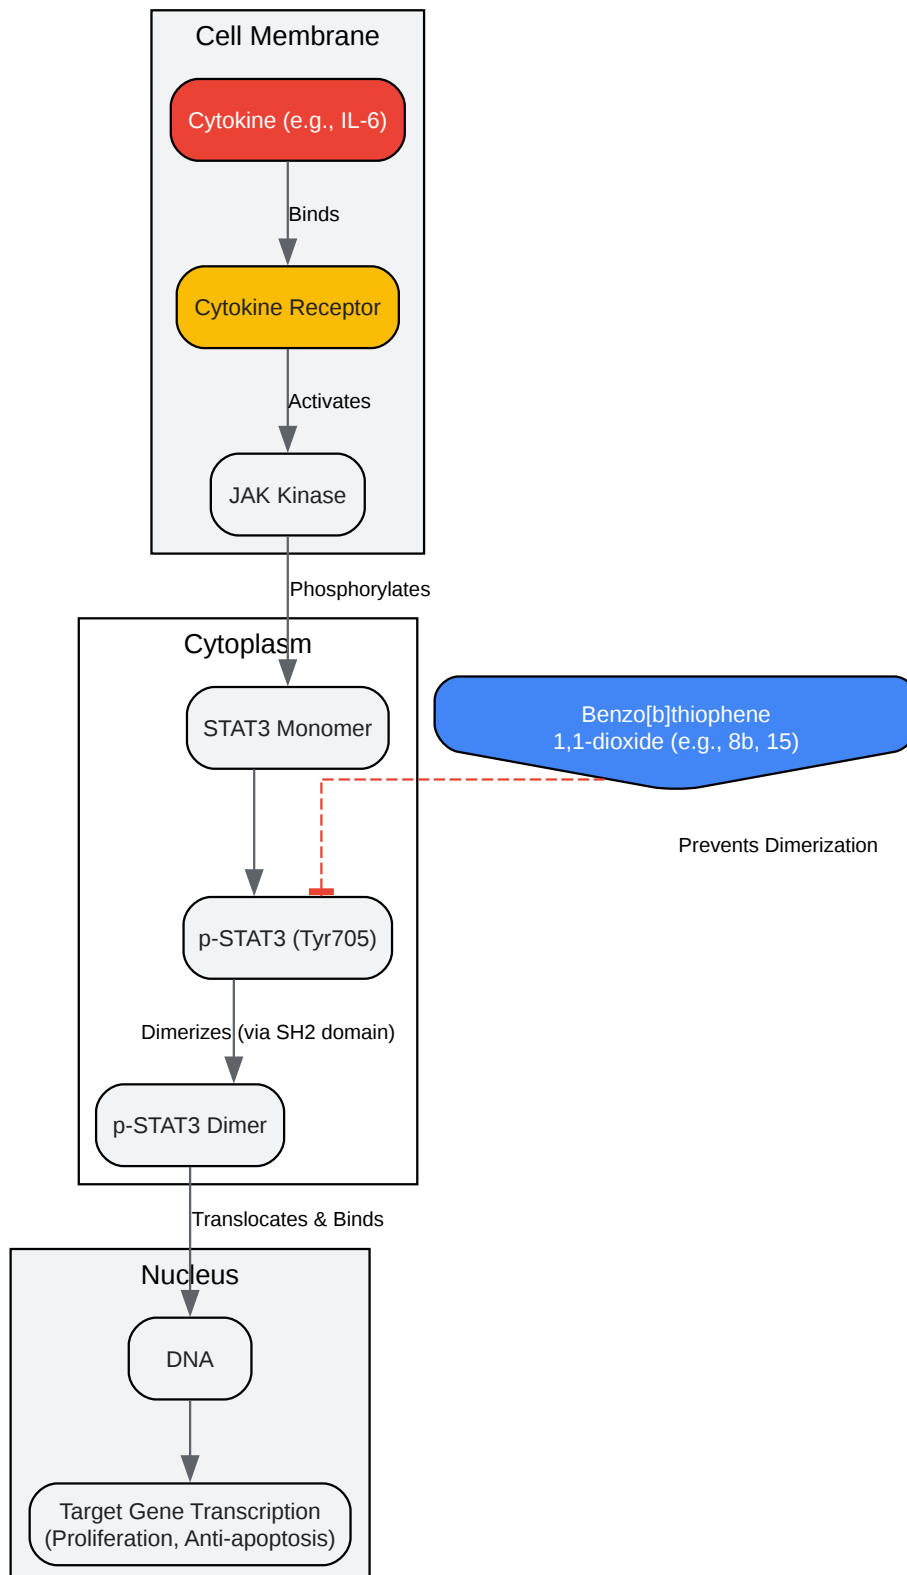 Cell Membrane
Cytokine (e.g., IL-6)
Binds
Cytokine Receptor
Activates
JAK Kinase
Phosphorylates
Cytoplasm
STAT3 Monomer
Benzo[b]thiophene
1,1-dioxide (e.g., 8b, 15)
Prevents Dimerization
p-STAT3 (Tyr705)
Dimerizes (via SH2 domain)
p-STAT3 Dimer
Translocates & Binds
Nucleus
DNA
Target Gene Transcription
(Proliferation, Anti-apoptosis)